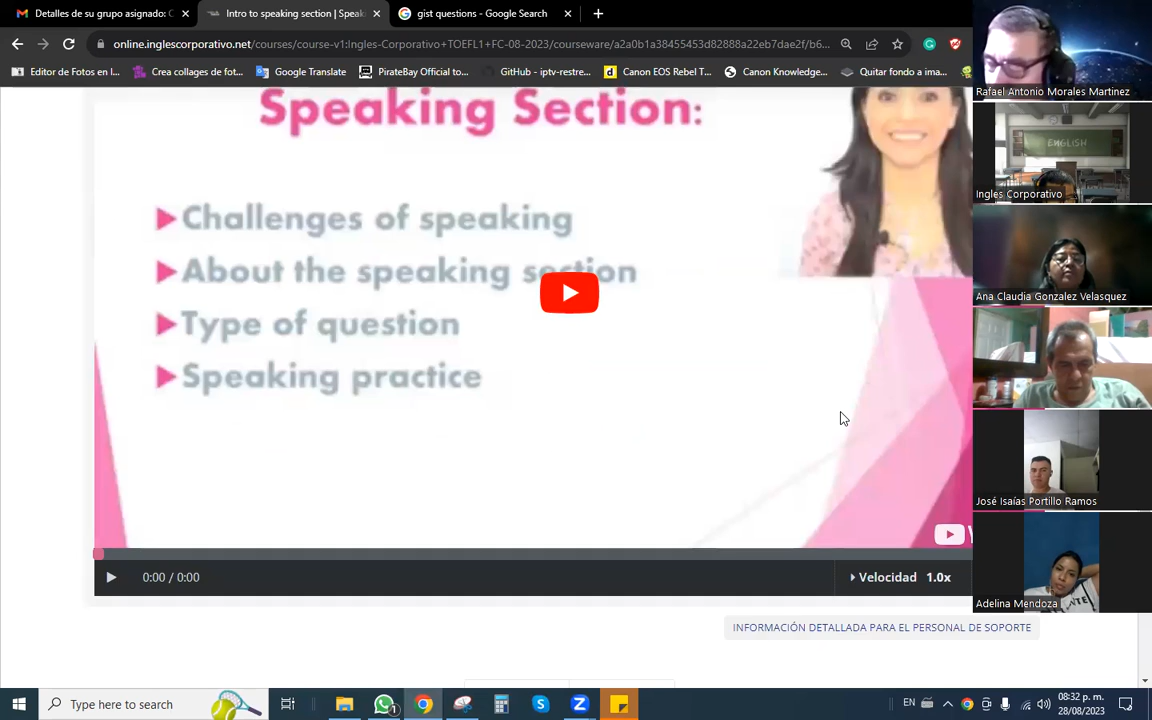 Detalles de su grupo asignado: C
Intro to speaking section | Speak
gist questions - Google Search
online.inglescorporativo.net/courses/course-v1:Ingles-Corporativo+TOEFL1+FC-08-2023/courseware/a2a0b1a38455453d82888a22eb7dae2f/b6...
Editor de Fotos en l...
Crea collages de fot...
Google Translate
PirateBay Official to...
GitHub - iptv-restre...
Canon EOS Rebel T...
Canon Knowledge...
Quitar fondo a ima...
Speaking Section:
Challenges of speaking
About the speaking section
Type of question
Speaking practice
0:00 / 0:00
Velocidad 1.0x
INFORMACIÓN DETALLADA PARA EL PERSONAL DE SOPORTE
Rafael Antonio Morales Martinez
ENGLISH
Ingles Corporativo
Ana Claudia Gonzalez Velasquez
José Isaías Portillo Ramos
Adelina Mendoza
Type here to search
1
EN
08:32 p. m.
28/08/2023